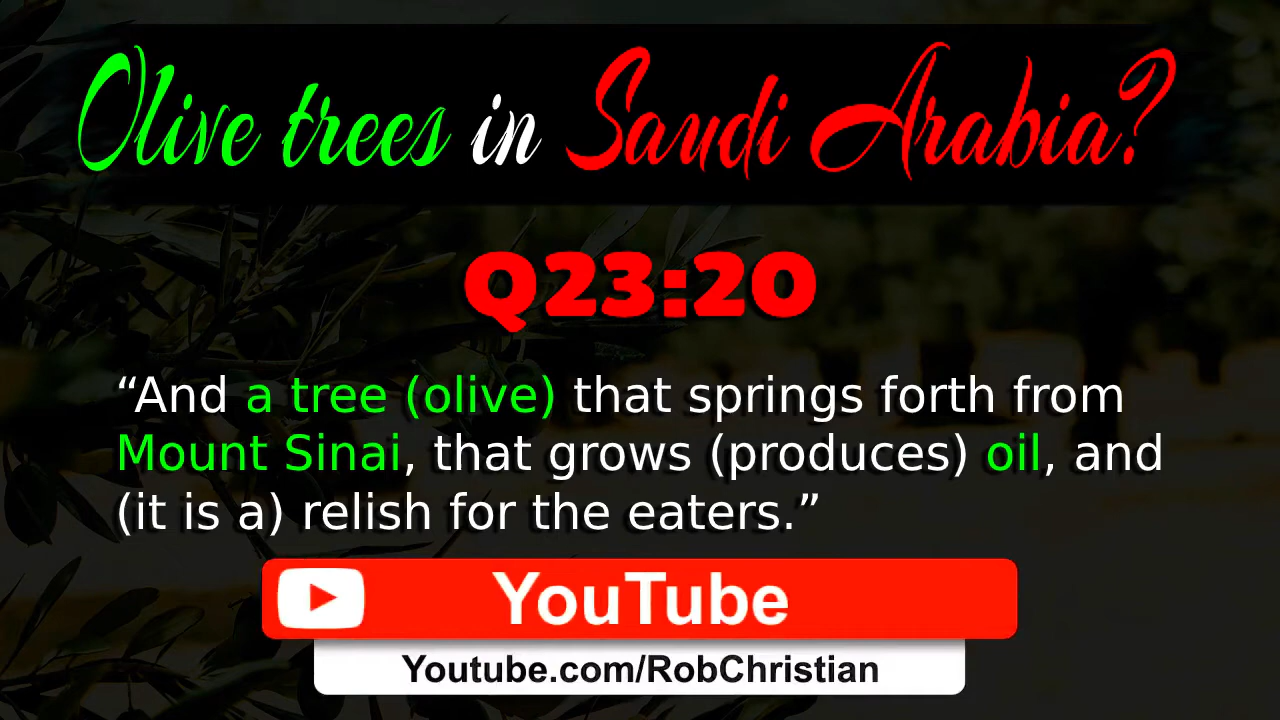 Olive trees in Saudi Arabia?
Q23:20
“And a tree (olive) that springs forth from
Mount Sinai, that grows (produces) oil, and
(it is a) relish for the eaters.”
YouTube
Youtube.com/RobChristian